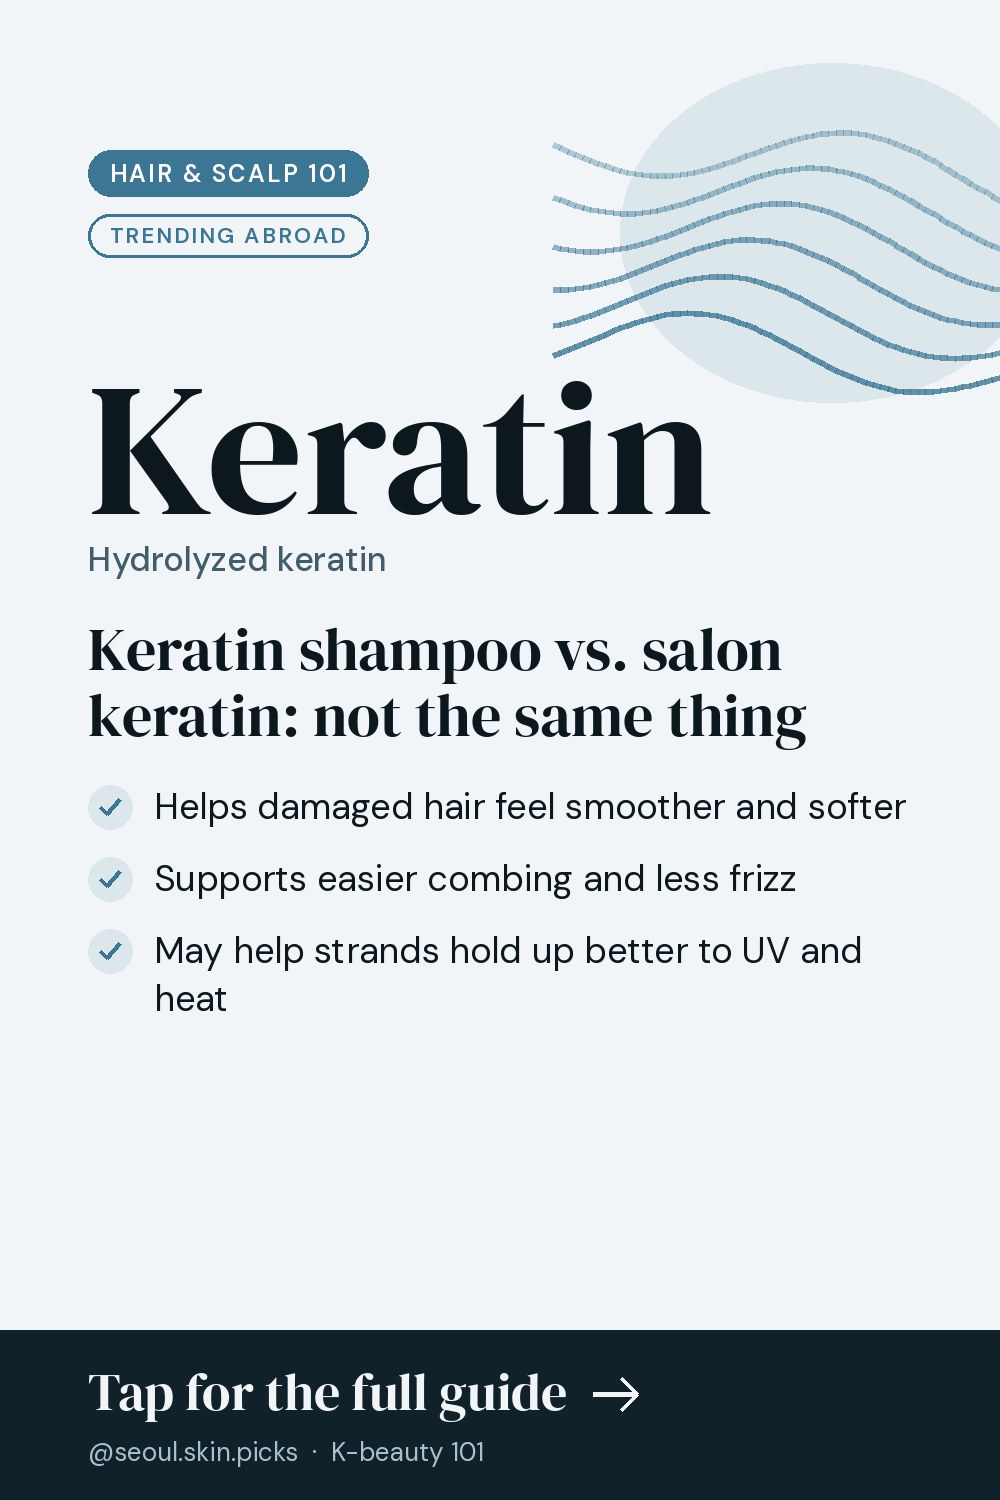 HAIR & SCALP 101
TRENDING ABROAD
Keratin
Hydrolyzed keratin
Keratin shampoo vs. salon
keratin: not the same thing
Helps damaged hair feel smoother and softer
Supports easier combing and less frizz
May help strands hold up better to UV and
heat
Tap for the full guide →
@seoul.skin.picks · K-beauty 101